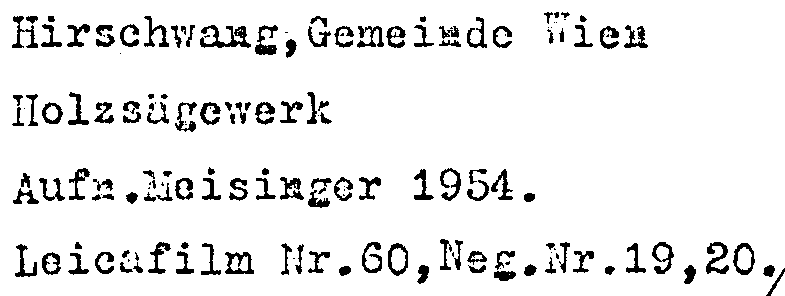 Hirschwang,Gemeinde Wien
Holzsägewerk
Aufn.Meisinger 1954.
Leicafilm Nr.60,Neg.Nr.19,20./